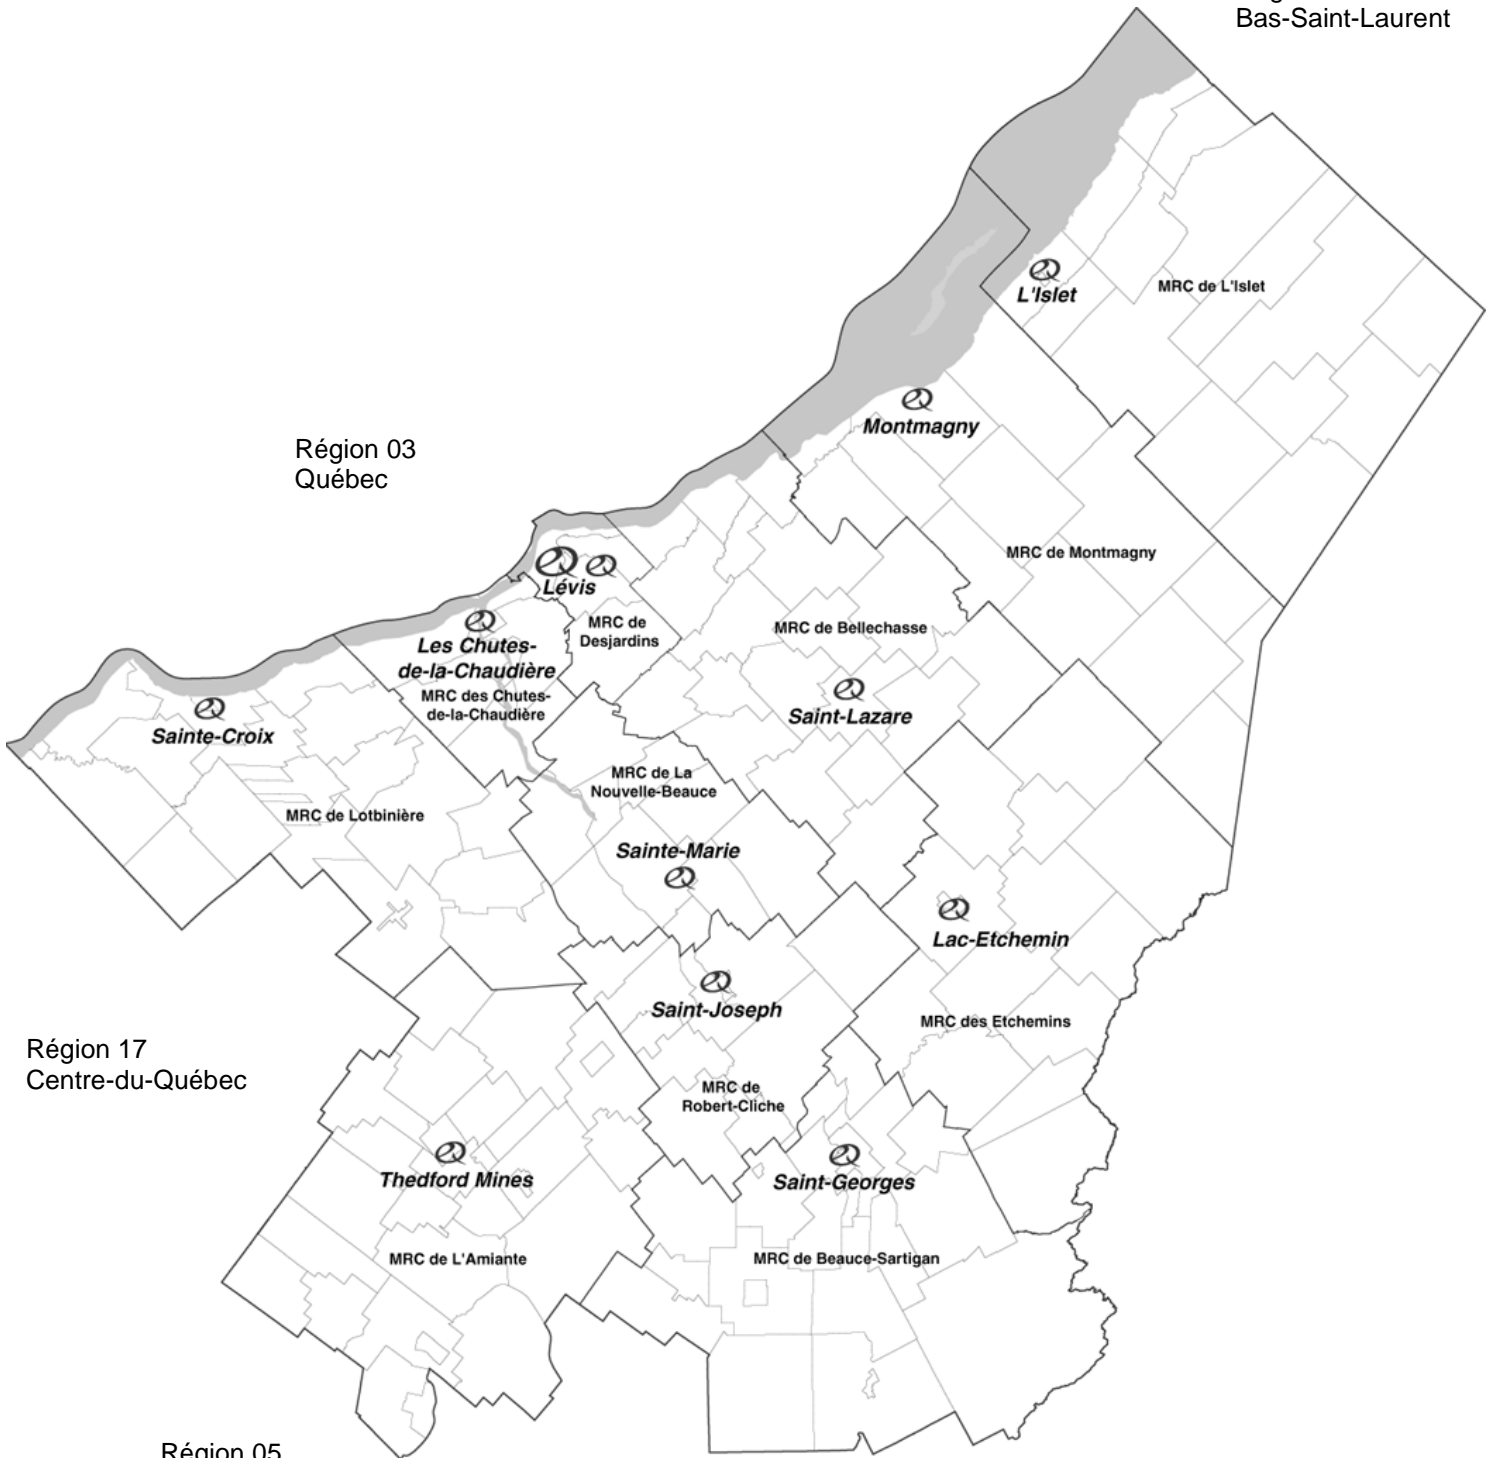 Bas-Saint-Laurent
L'Islet
MRC de L'Islet
Montmagny
Région 03
Québec
MRC de Montmagny
Lévis
MRC de
Desjardins
MRC de Bellechasse
Les Chutes-
de-la-Chaudière
MRC des Chutes-
de-la-Chaudière
Saint-Lazare
Sainte-Croix
MRC de La
Nouvelle-Beauce
MRC de Lotbinière
Sainte-Marie
Lac-Etchemin
Saint-Joseph
MRC des Etchemins
Région 17
Centre-du-Québec
MRC de
Robert-Cliche
Thedford Mines
Saint-Georges
MRC de L'Amiante
MRC de Beauce-Sartigan
Région 05